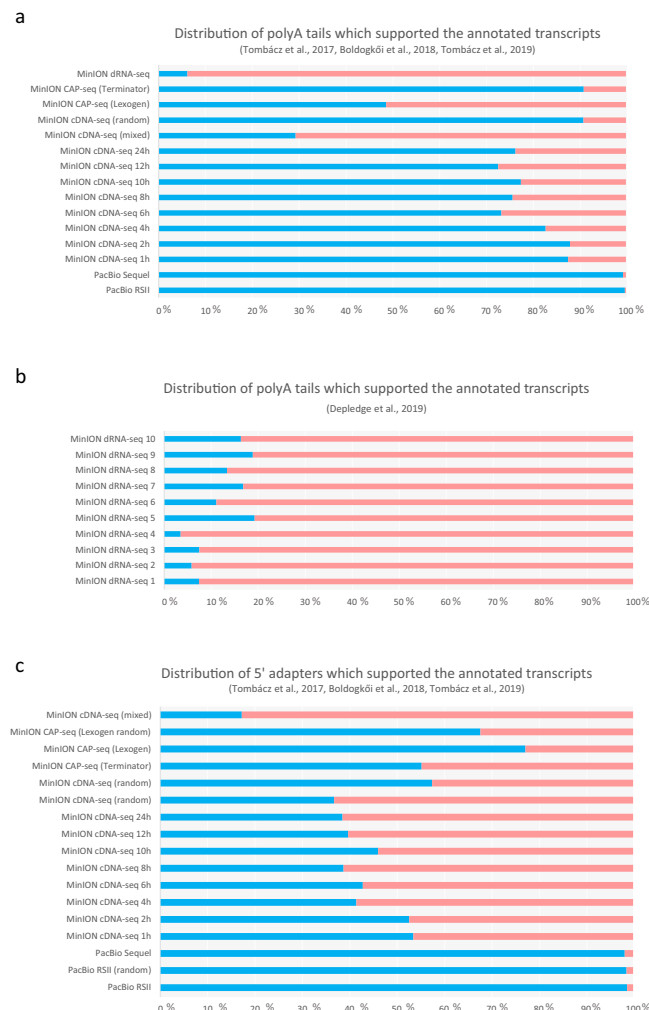 a
Distribution of polyA tails which supported the annotated transcripts
(Tombácz et al., 2017, Boldogkői et al., 2018, Tombácz et al., 2019)
MinION dRNA-seq
MinION CAP-seq (Terminator)
MinION CAP-seq (Lexogen)
MinION cDNA-seq (random)
MinION cDNA-seq (mixed)
MinION cDNA-seq 24h
MinION cDNA-seq 12h
MinION cDNA-seq 10h
MinION cDNA-seq 8h
MinION cDNA-seq 6h
MinION cDNA-seq 4h
MinION cDNA-seq 2h
MinION cDNA-seq 1h
PacBio Sequel
PacBio RSII
0 % 10 % 20 % 30 % 40 % 50 % 60 % 70 % 80 % 90 % 100 %
b
Distribution of polyA tails which supported the annotated transcripts
(Depledge et al., 2019)
MinION dRNA-seq 10
MinION dRNA-seq 9
MinION dRNA-seq 8
MinION dRNA-seq 7
MinION dRNA-seq 6
MinION dRNA-seq 5
MinION dRNA-seq 4
MinION dRNA-seq 3
MinION dRNA-seq 2
MinION dRNA-seq 1
0 % 10 % 20 % 30 % 40 % 50 % 60 % 70 % 80 % 90 % 100 %
c
Distribution of 5' adapters which supported the annotated transcripts
(Tombácz et al., 2017, Boldogkői et al., 2018, Tombácz et al., 2019)
MinION cDNA-seq (mixed)
MinION CAP-seq (Lexogen random)
MinION CAP-seq (Lexogen)
MinION CAP-seq (Terminator)
MinION cDNA-seq (random)
MinION cDNA-seq (random)
MinION cDNA-seq 24h
MinION cDNA-seq 12h
MinION cDNA-seq 10h
MinION cDNA-seq 8h
MinION cDNA-seq 6h
MinION cDNA-seq 4h
MinION cDNA-seq 2h
MinION cDNA-seq 1h
PacBio Sequel
PacBio RSII (random)
PacBio RSII
0 % 10 % 20 % 30 % 40 % 50 % 60 % 70 % 80 % 90 % 100 %